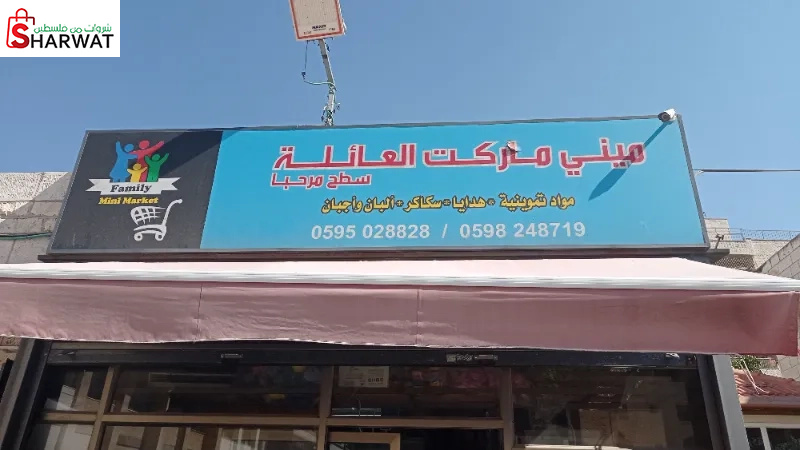 شروات من فلسطين
SHARWAT
ميني ماركت العائلة
سطح مرحبا
مواد تموينية * هدايا * سكاكر * ألبان وأجبان
0595 028828 / 0598 248719
Family
Mini Market